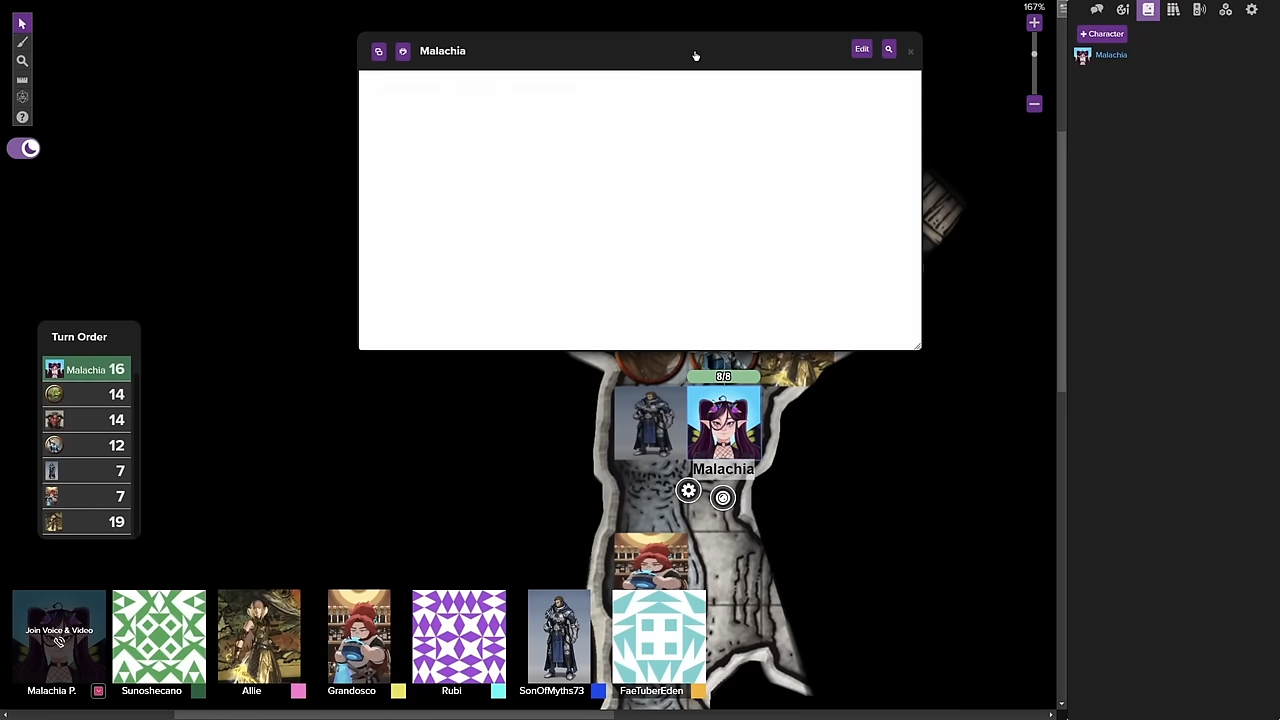 167%
+ Character
Malachia
Malachia
Edit
Turn Order
Malachia 16
14
14
12
7
7
19
8/8
Malachia
Join Voice & Video
Malachia P.
Sunoshecano
Allie
Grandosco
Rubi
SonOfMyths73
FaeTuberEden